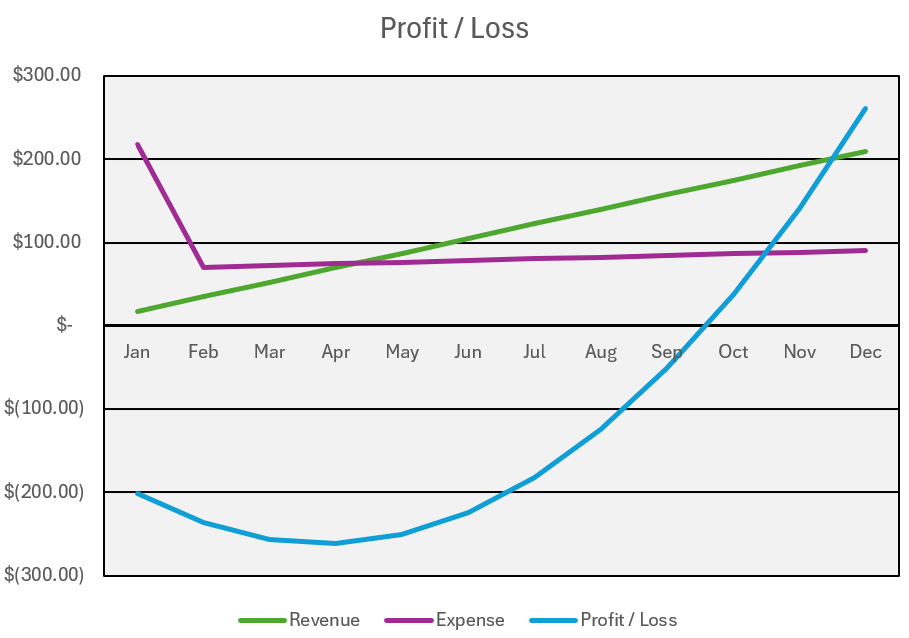 Profit / Loss
$300.00
$200.00
$100.00
$-
Jan Feb Mar Apr May Jun Jul Aug Sep Oct Nov Dec
$(100.00)
$(200.00)
$(300.00)
Revenue Expense Profit / Loss